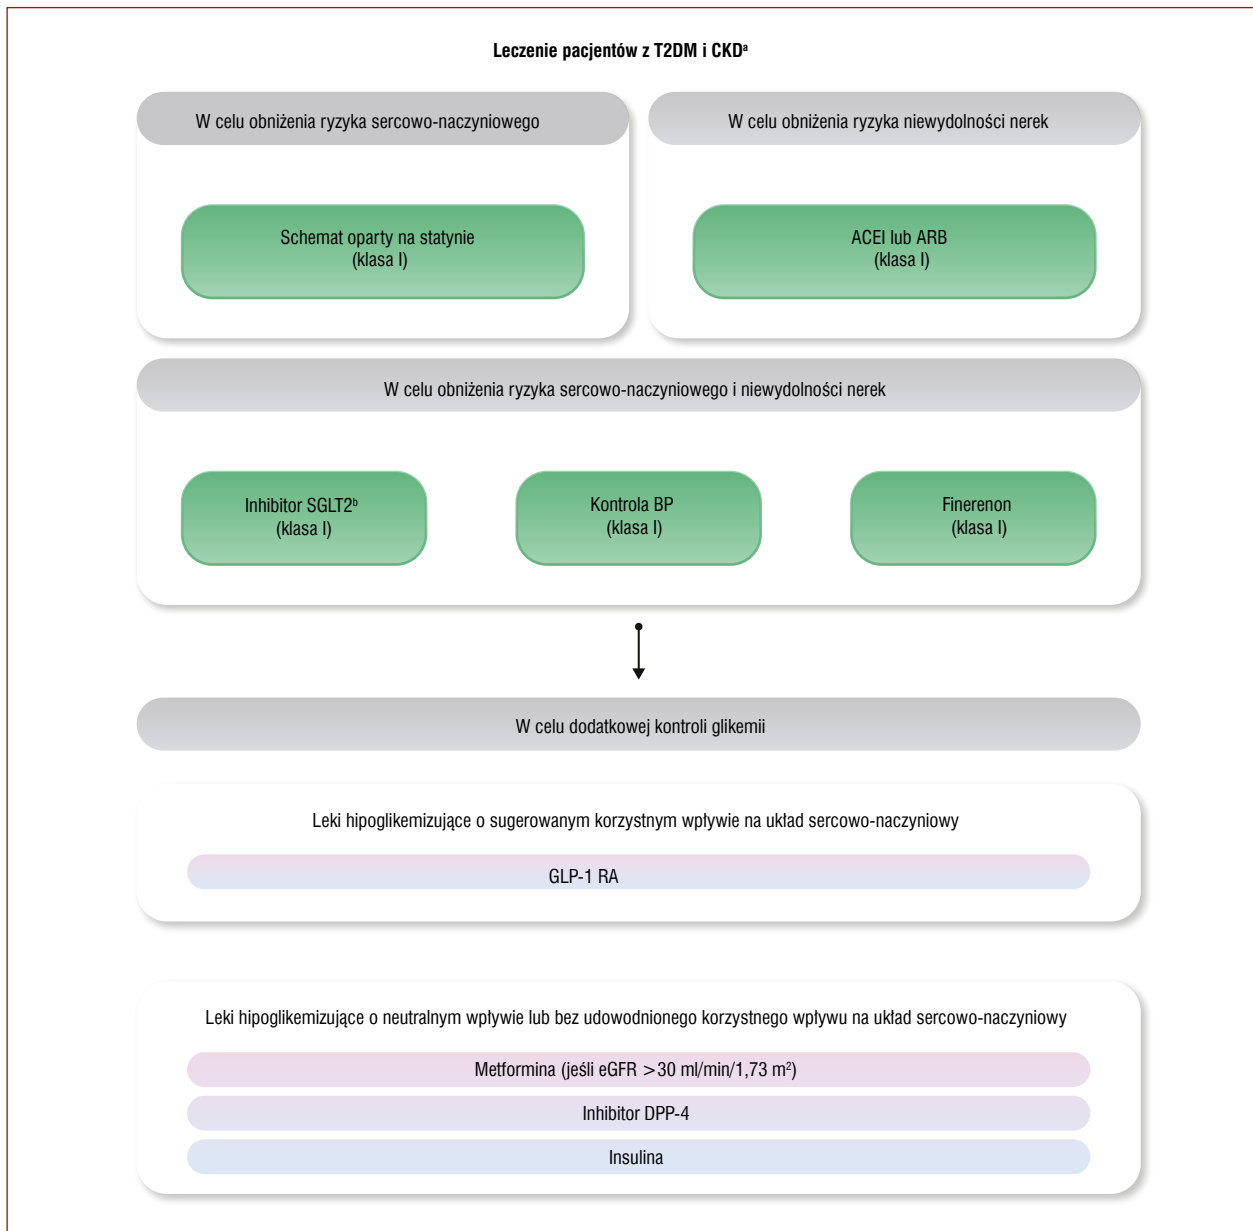 Leczenie pacjentów z T2DM i CKDᵃ
W celu obniżenia ryzyka sercowo-naczyniowego
W celu obniżenia ryzyka niewydolności nerek
Schemat oparty na statynie
(klasa I)
ACEI lub ARB
(klasa I)
W celu obniżenia ryzyka sercowo-naczyniowego i niewydolności nerek
Inhibitor SGLT2ᵇ
(klasa I)
Kontrola BP
(klasa I)
Finerenon
(klasa I)
W celu dodatkowej kontroli glikemii
Leki hipoglikemizujące o sugerowanym korzystnym wpływie na układ sercowo-naczyniowy
GLP-1 RA
Leki hipoglikemizujące o neutralnym wpływie lub bez udowodnionego korzystnego wpływu na układ sercowo-naczyniowy
Metformina (jeśli eGFR >30 ml/min/1,73 m²)
Inhibitor DPP-4
Insulina